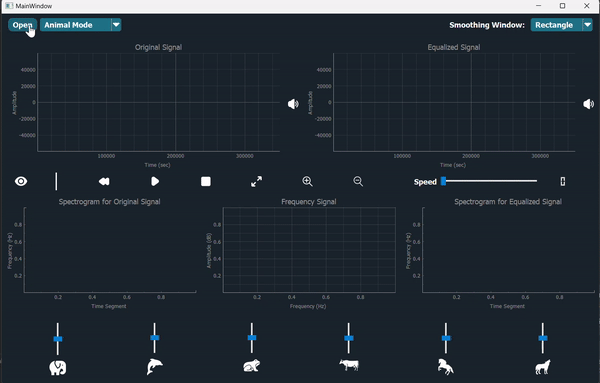 MainWindow
Open Animal Mode Smoothing Window: Rectangle
Original Signal Equalized Signal
40000 40000
20000 20000
0 0
-20000 -20000
-40000 -40000
Amplitude Amplitude
100000 200000 300000 100000 200000 300000
Time (sec) Time (sec)
Speed
Spectrogram for Original Signal Frequency Signal Spectrogram for Equalized Signal
0.8 0.8 0.8
0.6 0.6 0.6
0.4 0.4 0.4
0.2 0.2 0.2
Frequency (Hz) Amplitude (dB) Frequency (Hz)
0.2 0.4 0.6 0.8 0.2 0.4 0.6 0.8 0.2 0.4 0.6 0.8
Time Segment Frequency (Hz) Time Segment